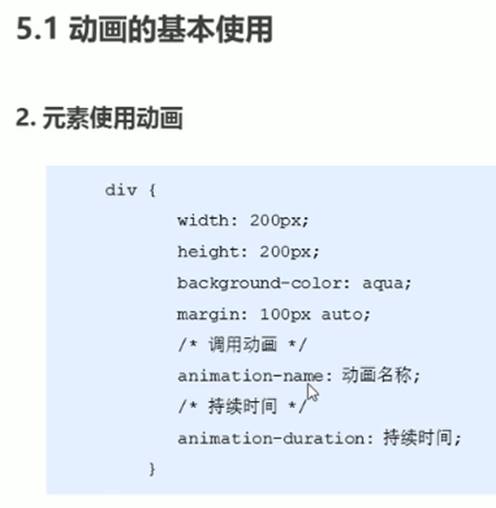 5.1 动画的基本使用
2. 元素使用动画
div {
width: 200px;
height: 200px;
background-color: aqua;
margin: 100px auto;
/* 调用动画 */
animation-name: 动画名称;
/* 持续时间 */
animation-duration: 持续时间;
}